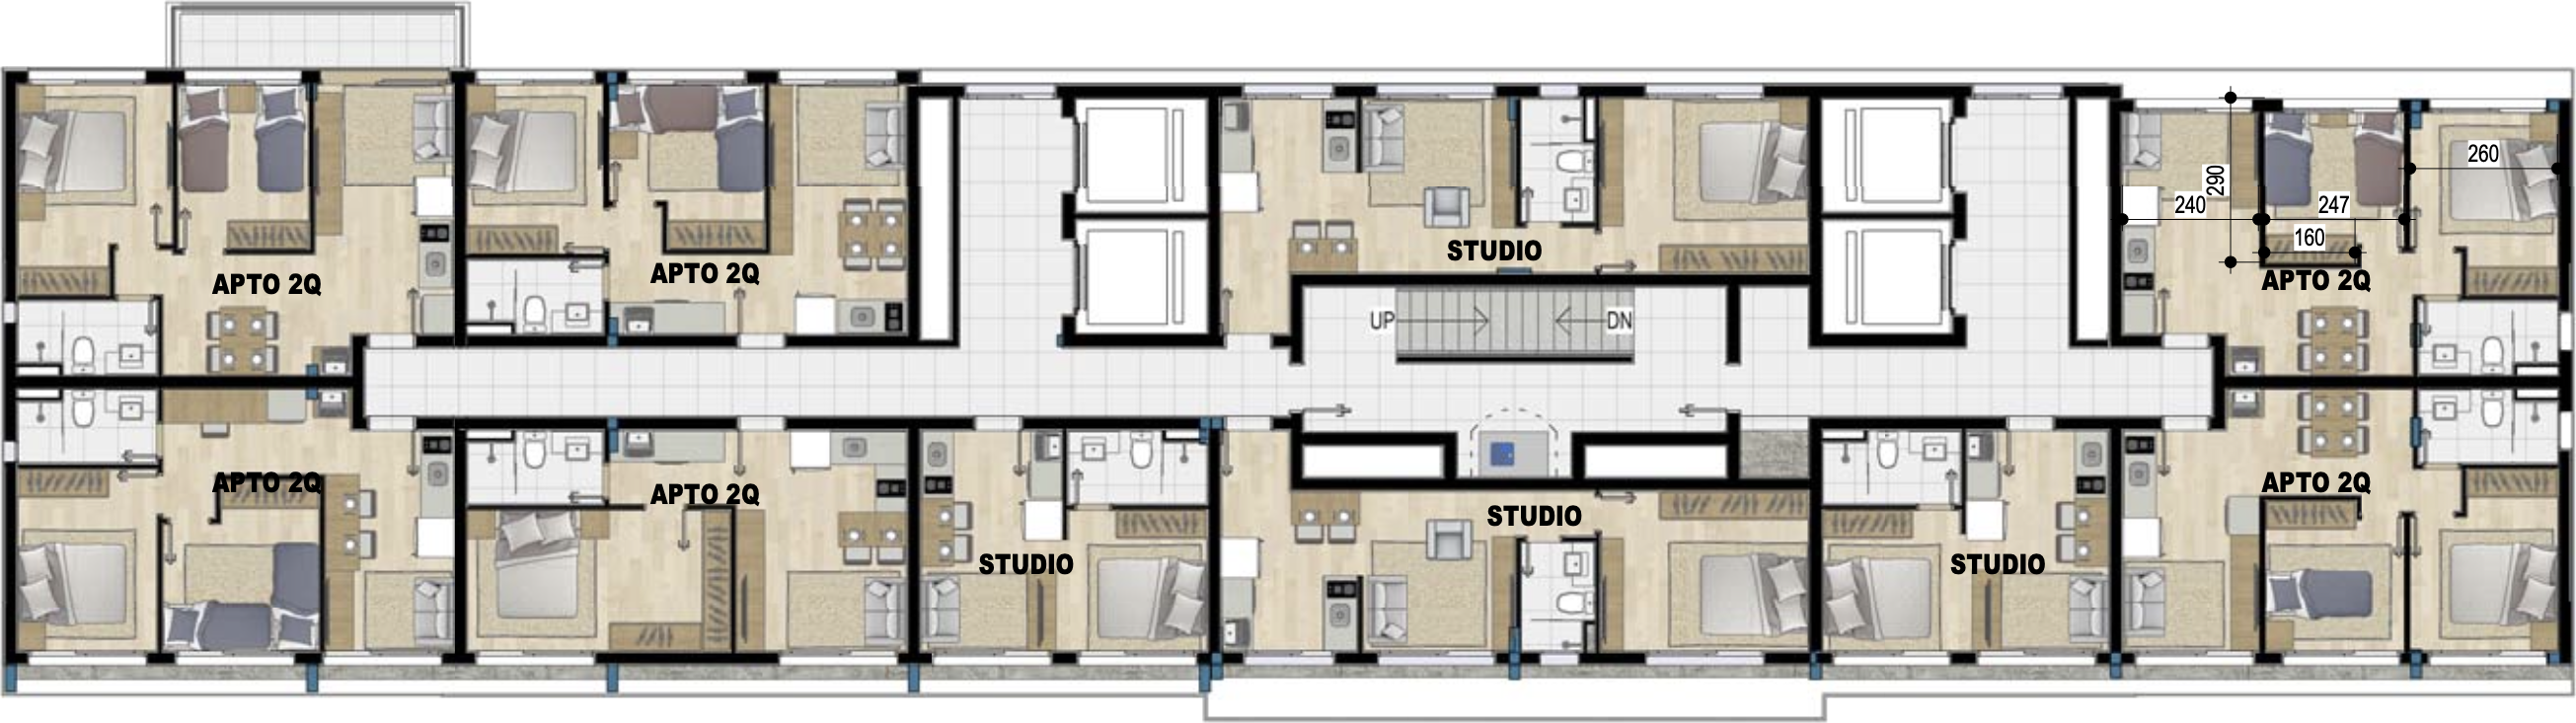 APTO 2Q
APTO 2Q
STUDIO
UP
DN
260
290
240
247
160
APTO 2Q
APTO 2Q
APTO 2Q
STUDIO
STUDIO
STUDIO
APTO 2Q